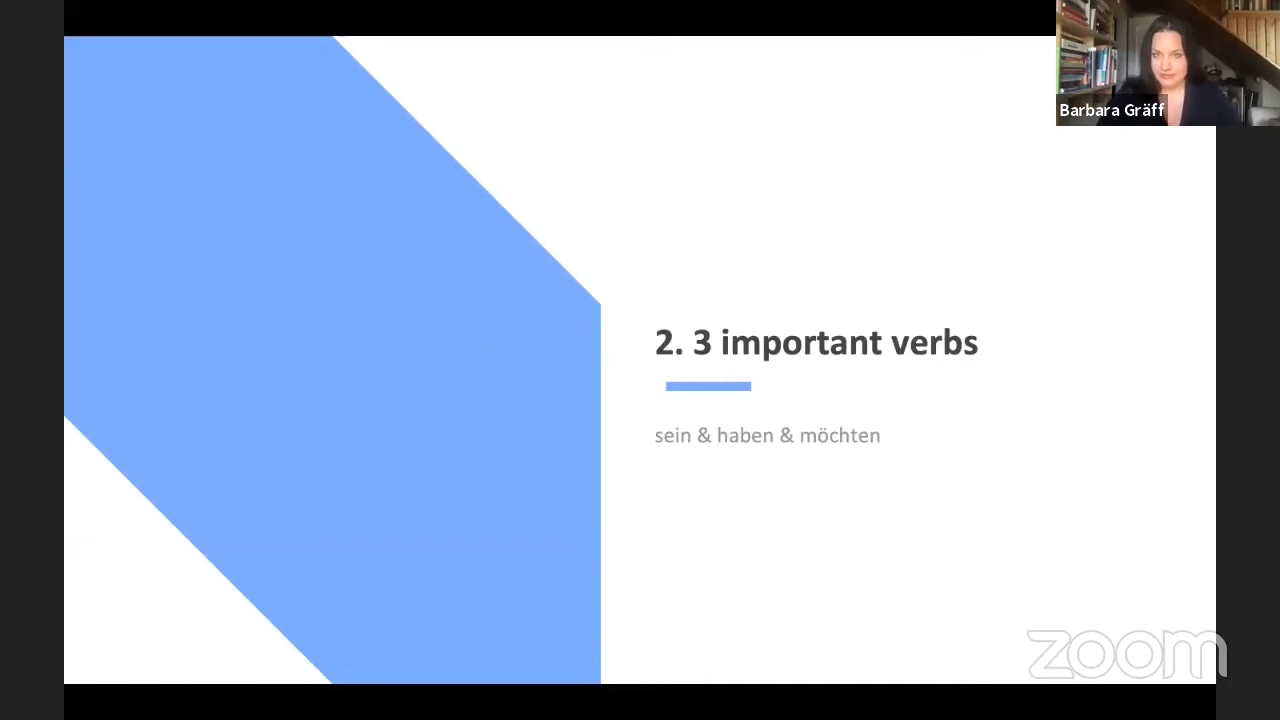 Barbara Gräff
2. 3 important verbs
sein & haben & möchten
zoom